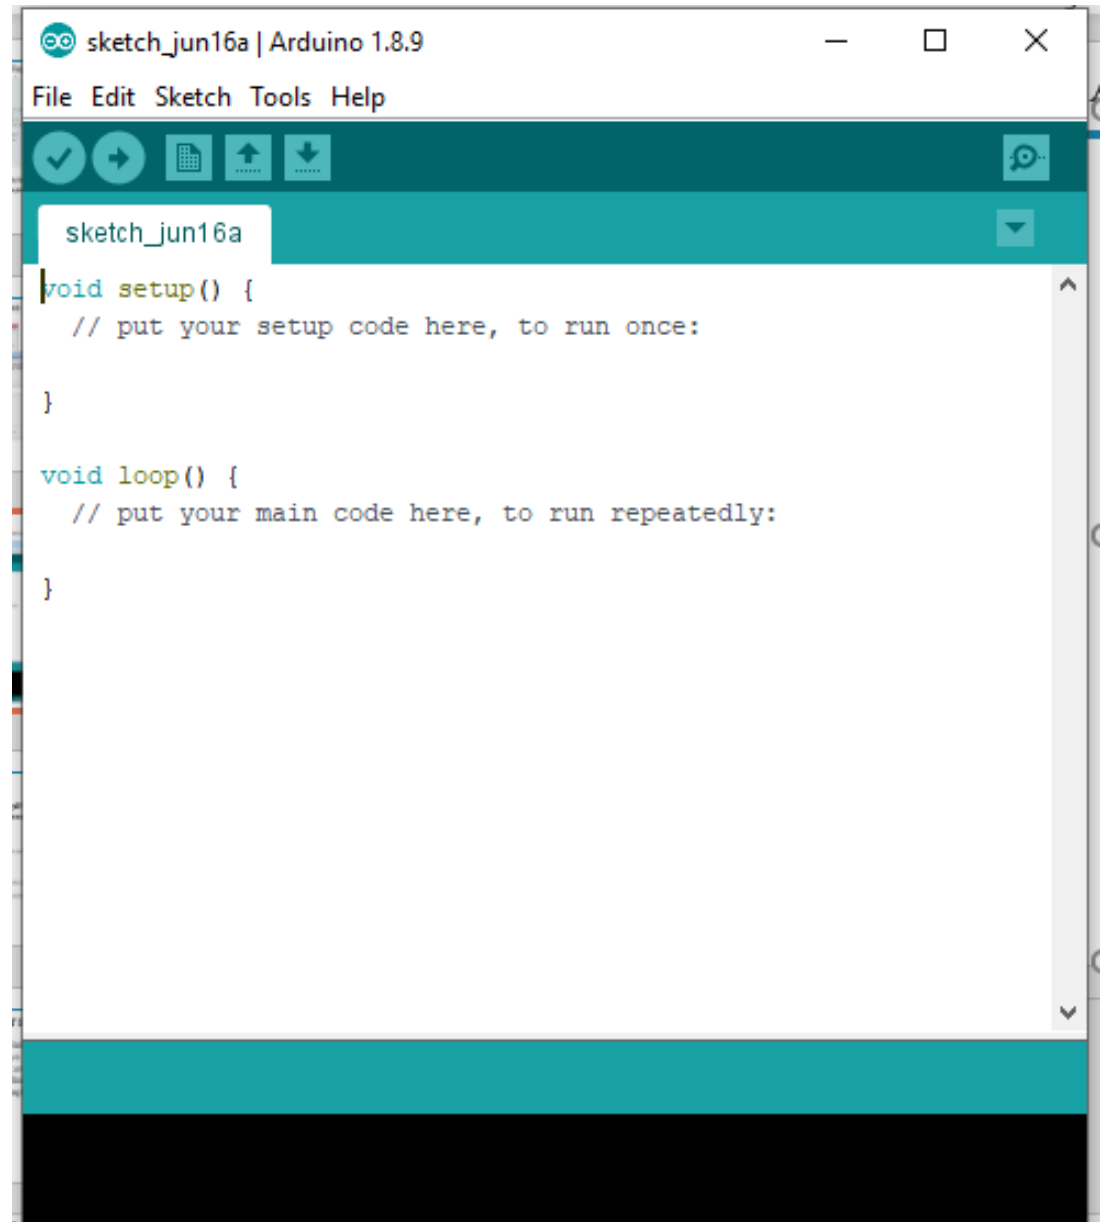 sketch_jun16a | Arduino 1.8.9
File Edit Sketch Tools Help
sketch_jun16a
void setup() {
  // put your setup code here, to run once:
}
void loop() {
  // put your main code here, to run repeatedly:
}